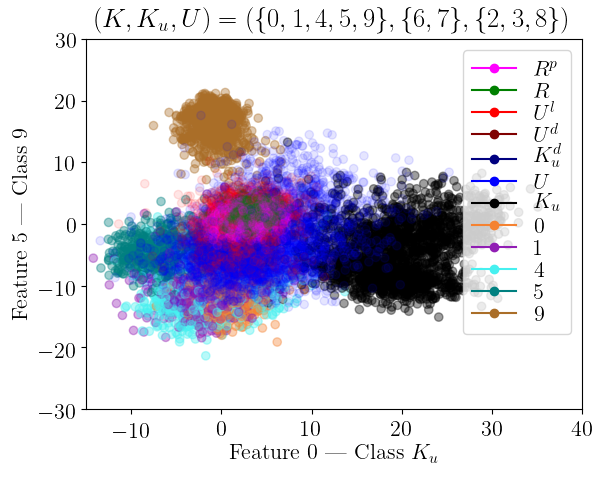 (K, K_u, U) = ({0, 1, 4, 5, 9}, {6, 7}, {2, 3, 8})
30
20
10
0
−10
−20
−30
Feature 5 — Class 9
R^p
R
U^l
U^d
K_u^d
U
K_u
0
1
4
5
9
−10 0 10 20 30 40
Feature 0 — Class K_u